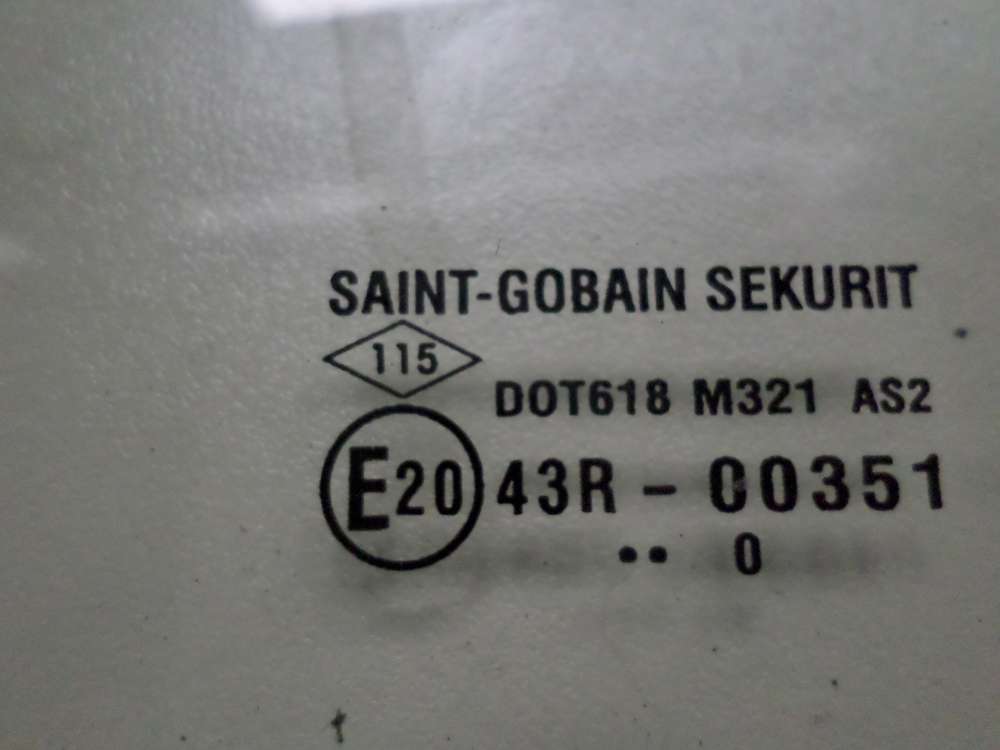 SAINT-GOBAIN SEKURIT
115
DOT618 M321 AS2
E20 43R - 00351
•• 0